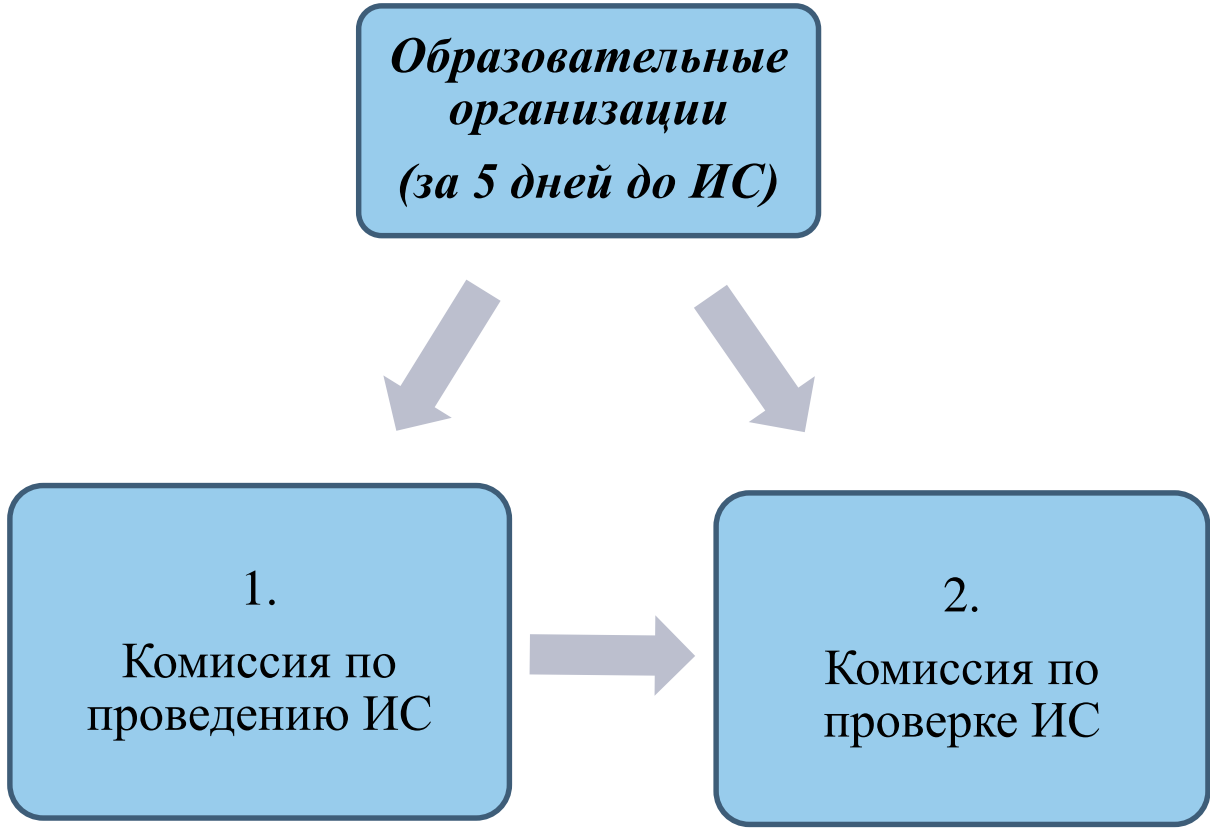 Образовательные
организации
(за 5 дней до ИС)
1.
Комиссия по
проведению ИС
2.
Комиссия по
проверке ИС